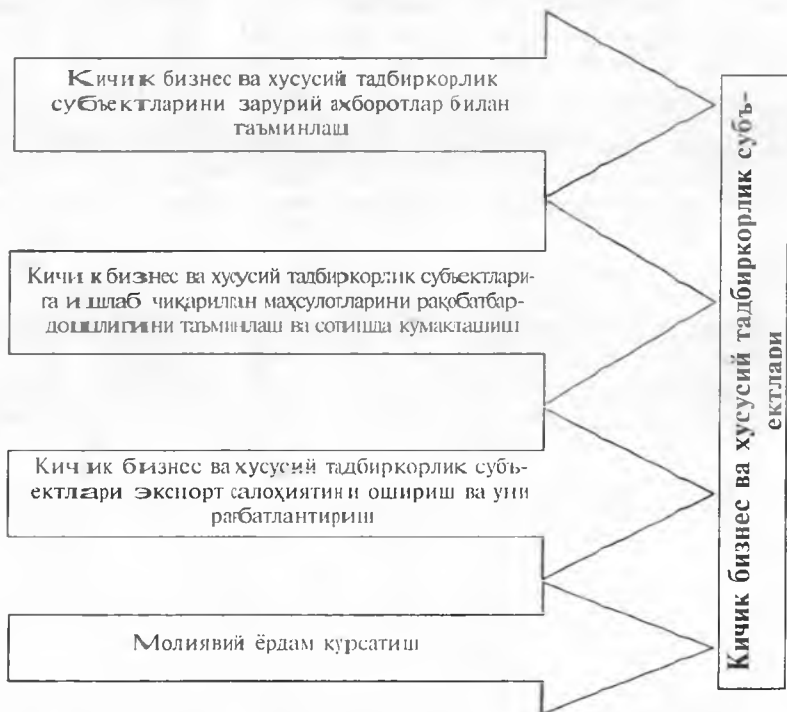 Кичик бизнес ва хусусий тадбиркорлик
субъектларини зарурий ахборотлар билан
таъминлаш
Кичик бизнес ва хусусий тадбиркорлик субъектлари-
га ишлаб чиқарилган маҳсулотларини рақобатбар-
дошлигини таъминлаш ва сотишда кумаклашиш
Кичик бизнес ва хусусий тадбиркорлик субъ-
ектлари экспорт салоҳиятини ошириш ва уни
рағбатлантириш
Молиявий ёрдам курсатиш
Кичик бизнес ва хусусий тадбиркорлик субъ-
ектлари